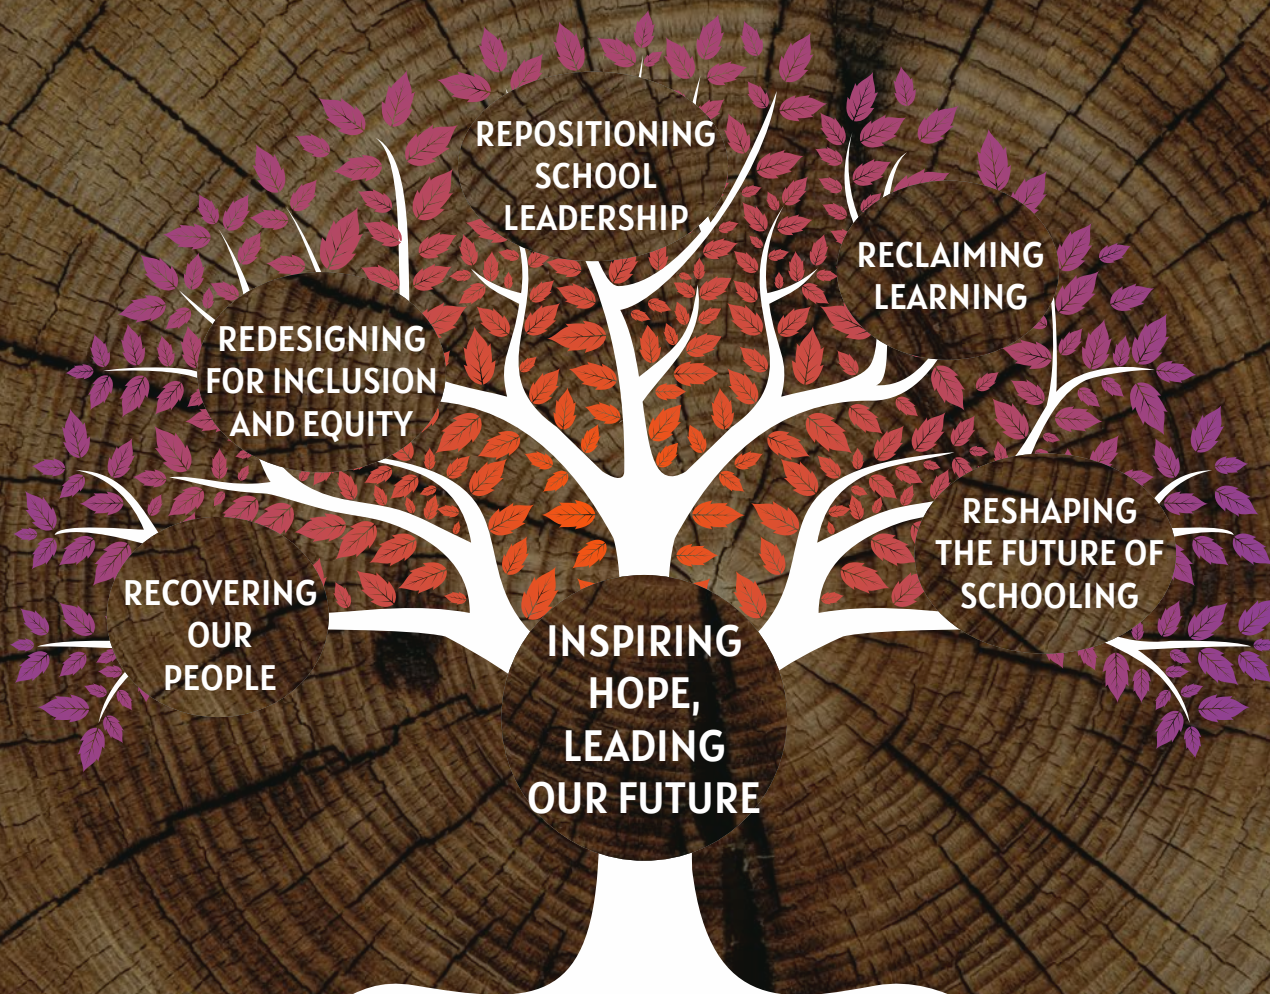 REPOSITIONING
SCHOOL
LEADERSHIP
RECLAIMING
LEARNING
REDESIGNING
FOR INCLUSION
AND EQUITY
RESHAPING
THE FUTURE OF
SCHOOLING
RECOVERING
OUR
PEOPLE
INSPIRING
HOPE,
LEADING
OUR FUTURE